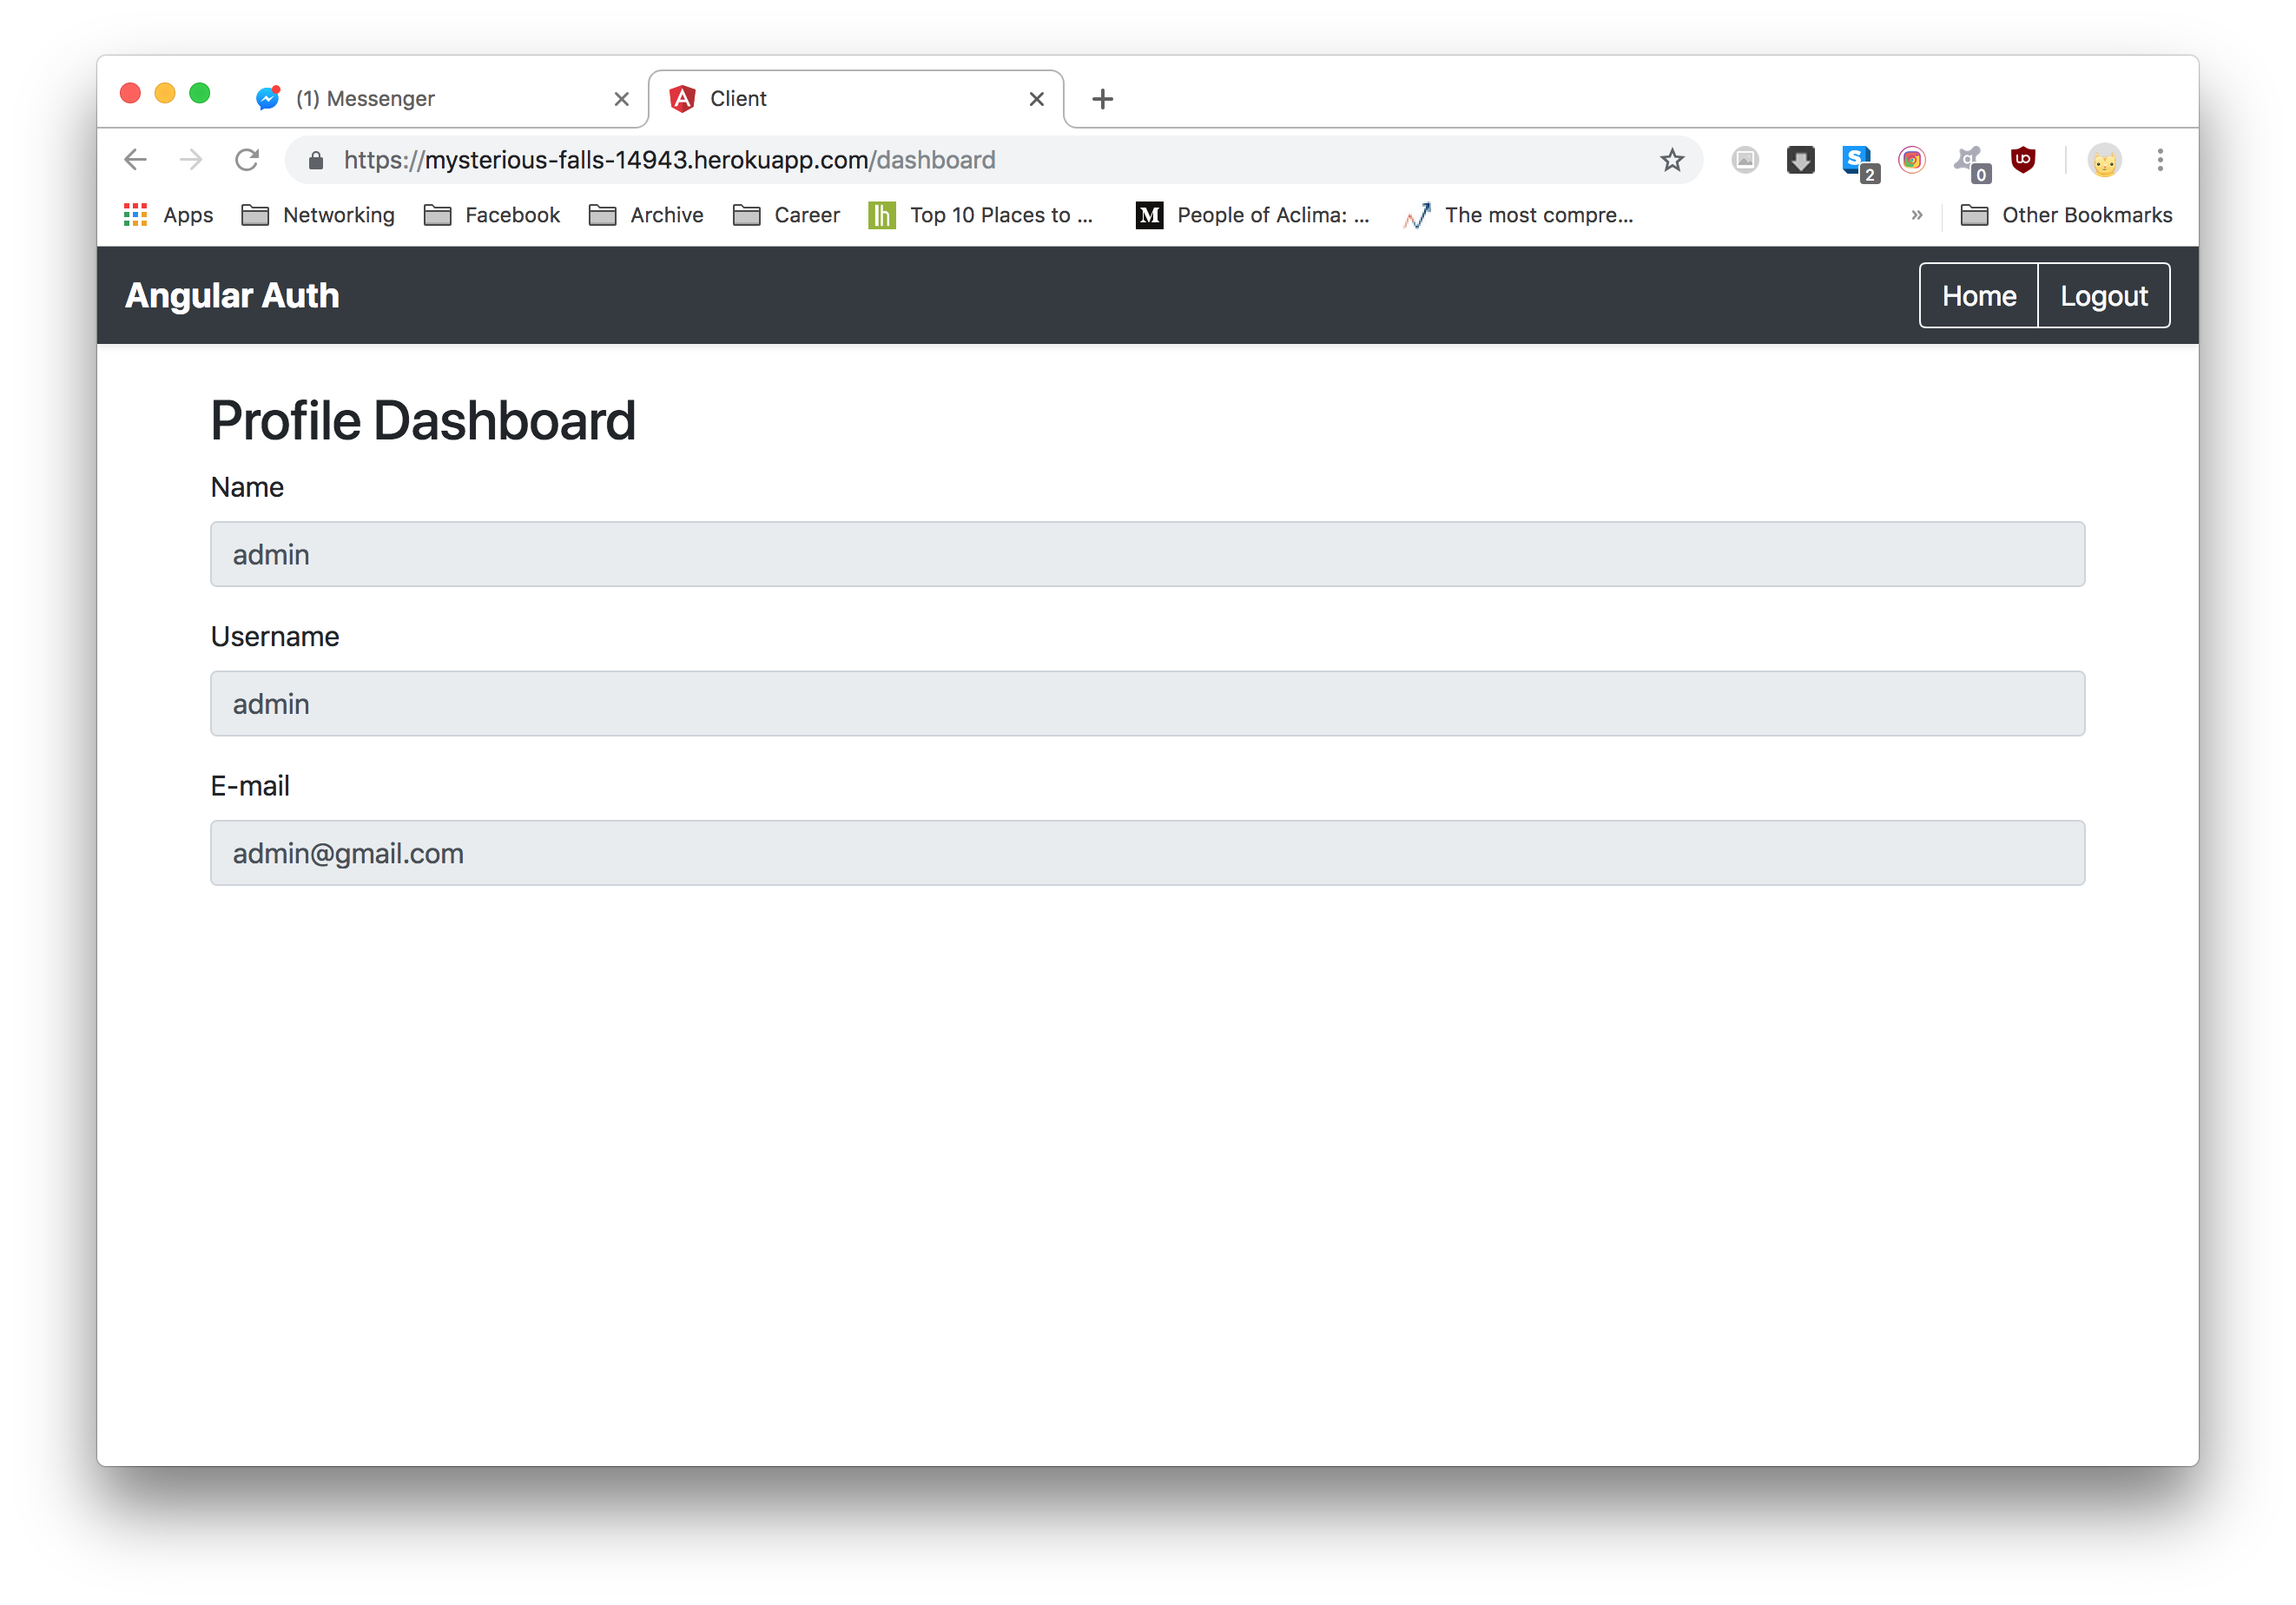 (1) Messenger
Client
https://mysterious-falls-14943.herokuapp.com/dashboard
2
0
Apps
Networking
Facebook
Archive
Career
lh
Top 10 Places to ...
M
People of Aclima: ...
The most compre...
»
Other Bookmarks
Angular Auth
Home
Logout
Profile Dashboard
Name
admin
Username
admin
E-mail
admin@gmail.com